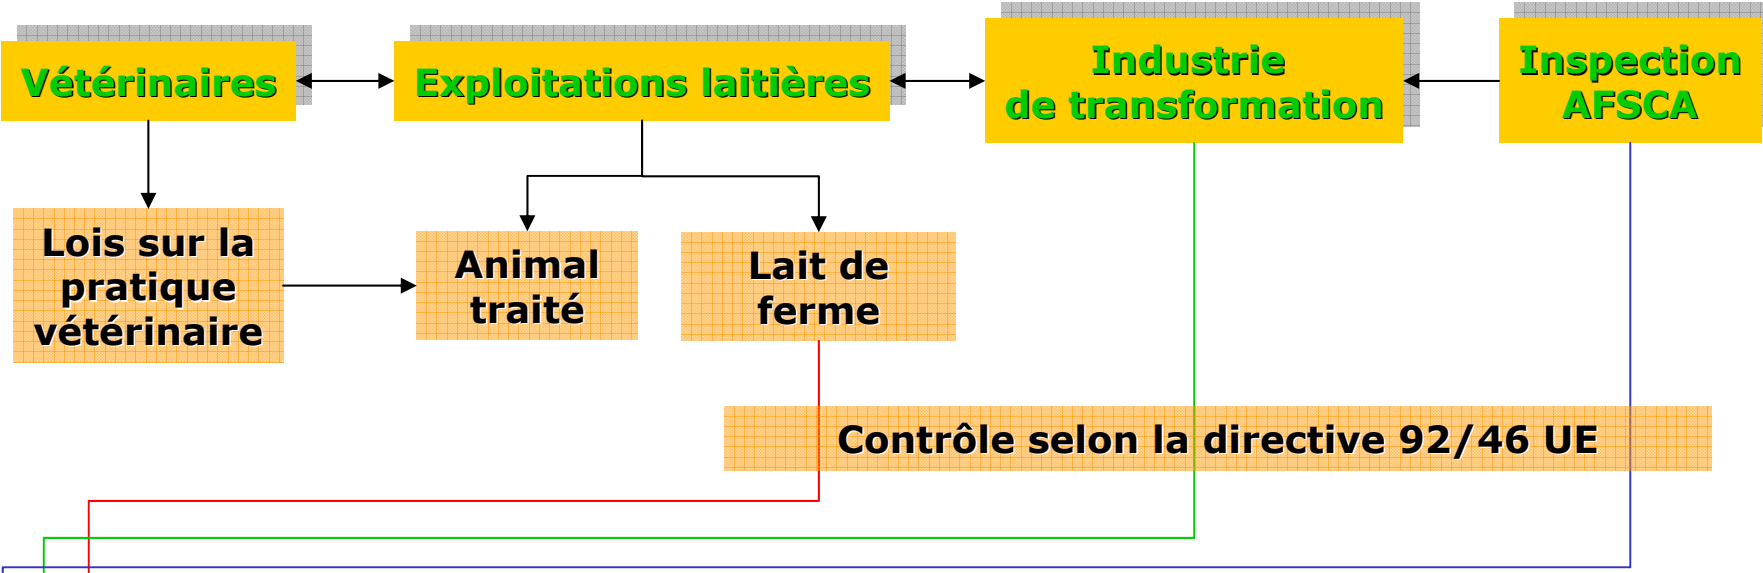 Vétérinaires
Exploitations laitières
Industrie
de transformation
Inspection
AFSCA
Lois sur la
pratique
vétérinaire
Animal
traité
Lait de
ferme
Contrôle selon la directive 92/46 UE